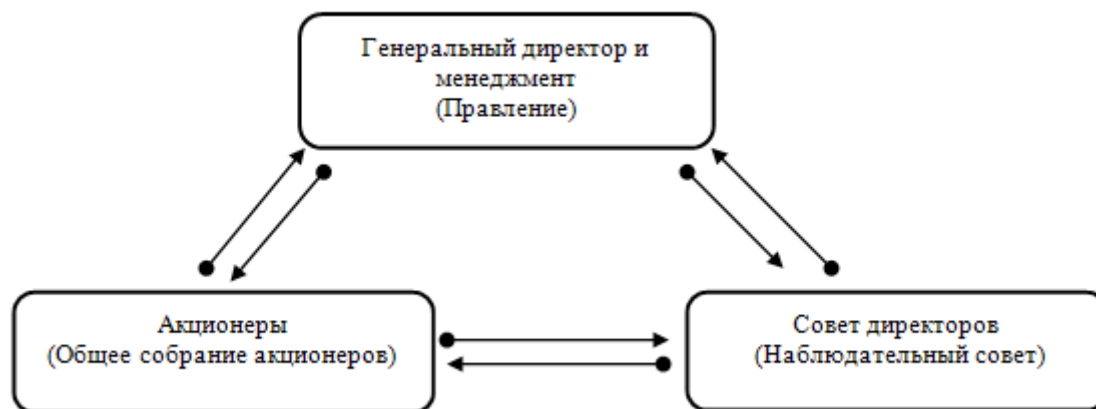 Генеральный директор и
менеджмент
(Правление)
Акционеры
(Общее собрание акционеров)
Совет директоров
(Наблюдательный совет)